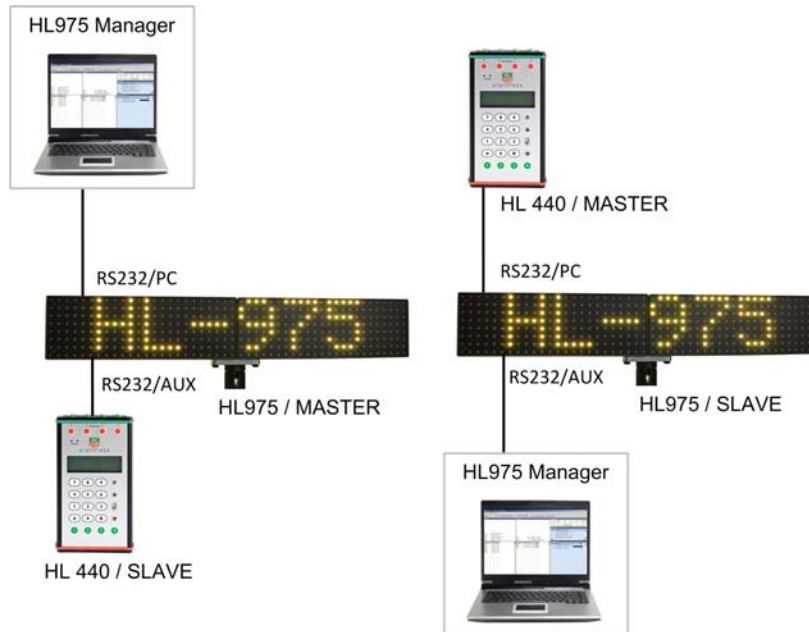 HL975 Manager
RS232/PC
HL-975
RS232/AUX
HL975 / MASTER
HL 440 / SLAVE
HL 440 / MASTER
RS232/PC
HL-975
RS232/AUX
HL975 / SLAVE
HL975 Manager